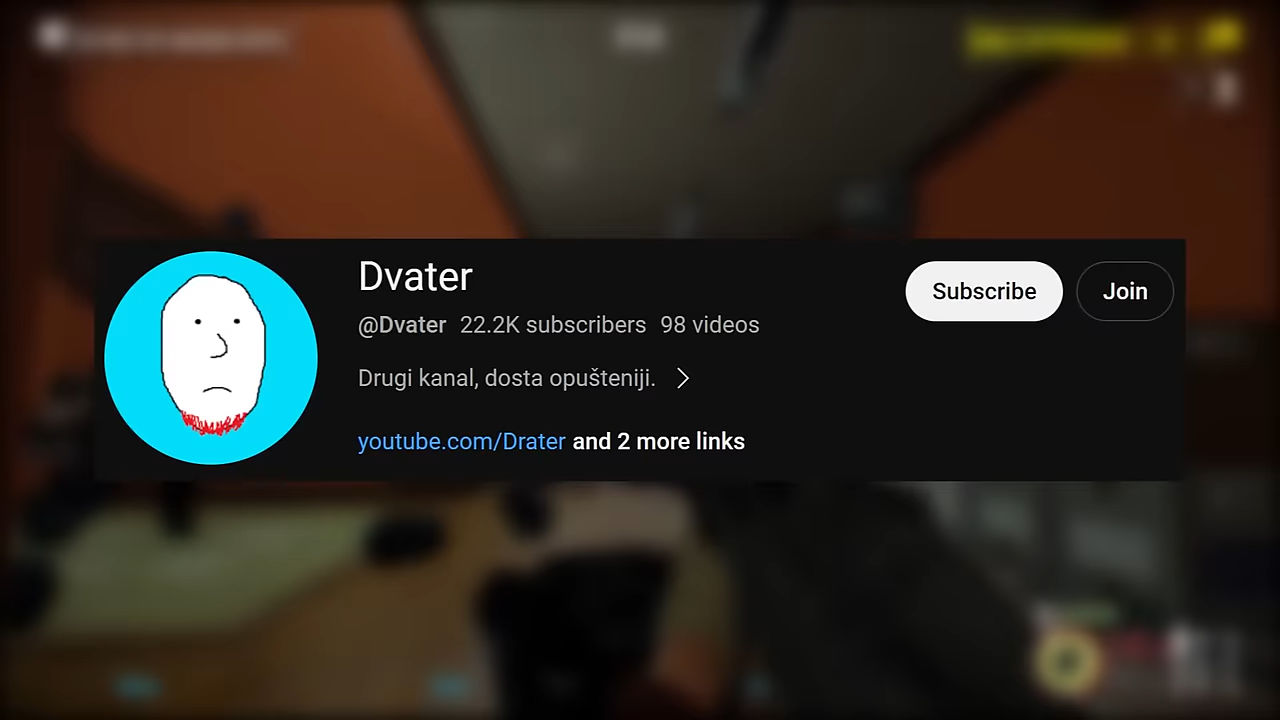 Dvater
@Dvater 22.2K subscribers 98 videos
Drugi kanal, dosta opušteniji.
youtube.com/Drater and 2 more links
Subscribe
Join